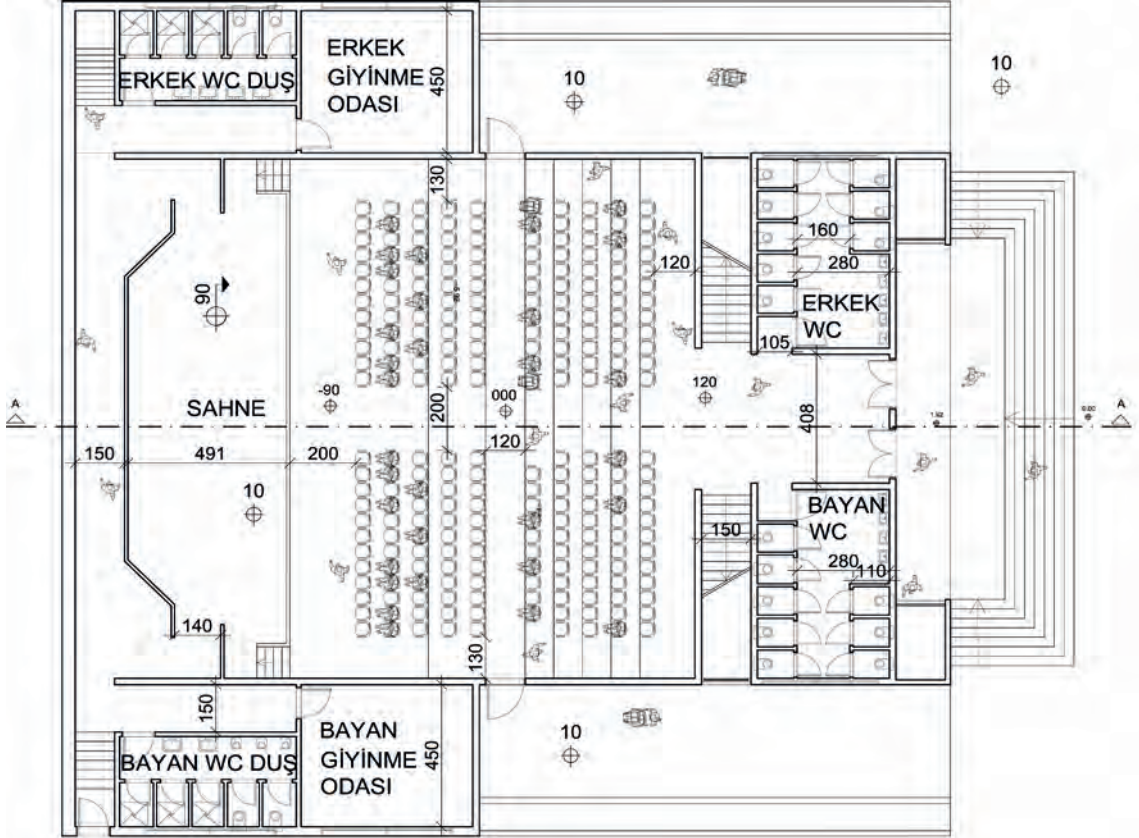 ERKEK WC DUŞ
ERKEK
GİYİNME
ODASI
450
10
10
130
160
280
120
ERKEK
WC
105
90
SAHNE
-90
000
120
200
120
408
A
A
150
491
200
10
BAYAN
WC
150
280
110
140
130
150
BAYAN WC DUŞ
BAYAN
GİYİNME
ODASI
450
10